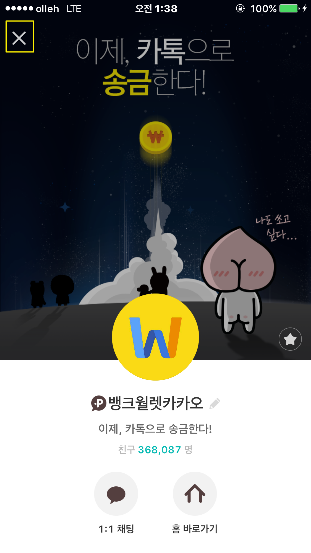 olleh LTE 오전 1:38 100%
이제, 카톡으로
송금한다!
₩
나도 쓰고
싶다...
W
P 뱅크월렛카카오
이제, 카톡으로 송금한다!
친구 368,087 명
1:1 채팅 홈 바로가기